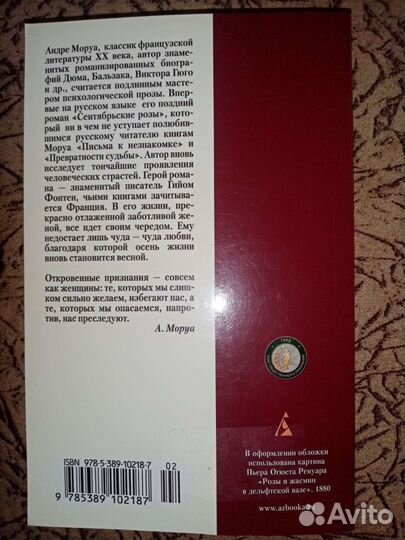 Андре Моруа, классик французской
литературы XX века, автор знаме-
нитых романизированных биогра-
фий Дюма, Бальзака, Виктора Гюго
и др., считается подлинным масте-
ром психологической прозы. Впер-
вые на русском языке его поздний
роман «Сентябрьские розы», кото-
рый ни в чем не уступает полюбив-
шимся русскому читателю книгам
Моруа «Письма к незнакомке» и
«Превратности судьбы». Автор вновь
исследует тончайшие проявления
человеческих страстей. Герой рома-
на — знаменитый писатель Гийом
Фонтен, чьими книгами зачитыва-
ется Франция. В его жизни, пре-
красно отлаженной заботливой же-
ной, все идет своим чередом. Ему
недостает лишь чуда — чуда любви,
благодаря которой осень жизни
вновь становится весной.
Откровенные признания — совсем
как женщины: те, которых мы слиш-
ком сильно желаем, избегают нас, а
те, которых мы опасаемся, напро-
тив, нас преследуют.
А. Моруа
ISBN 978-5-389-10218-7
02
9 785389 102187
1995
В оформлении обложки
использована картина
Пьера Огюста Ренуара
«Розы и жасмин
в дельфтской вазе». 1880
www.azbooka.ru
Avito